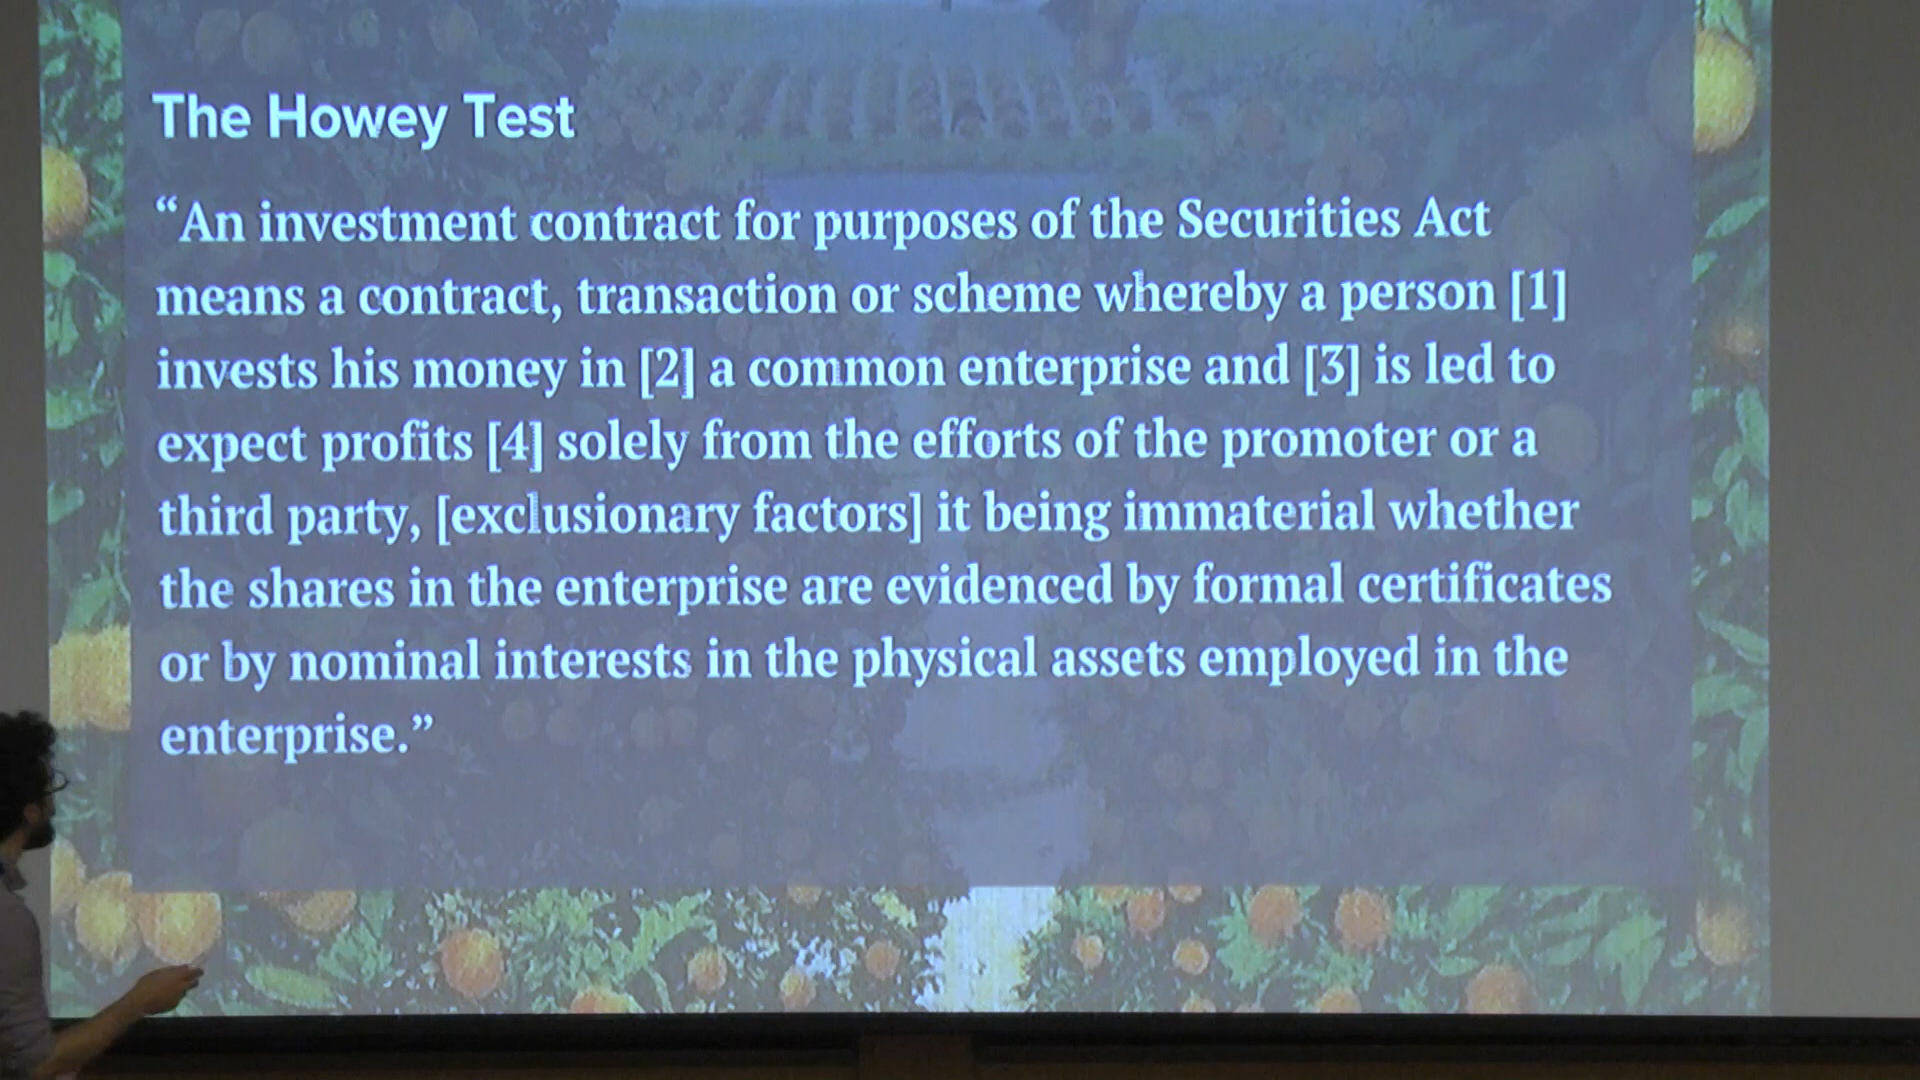 The Howey Test
“An investment contract for purposes of the Securities Act
means a contract, transaction or scheme whereby a person [1]
invests his money in [2] a common enterprise and [3] is led to
expect profits [4] solely from the efforts of the promoter or a
third party, [exclusionary factors] it being immaterial whether
the shares in the enterprise are evidenced by formal certificates
or by nominal interests in the physical assets employed in the
enterprise.”